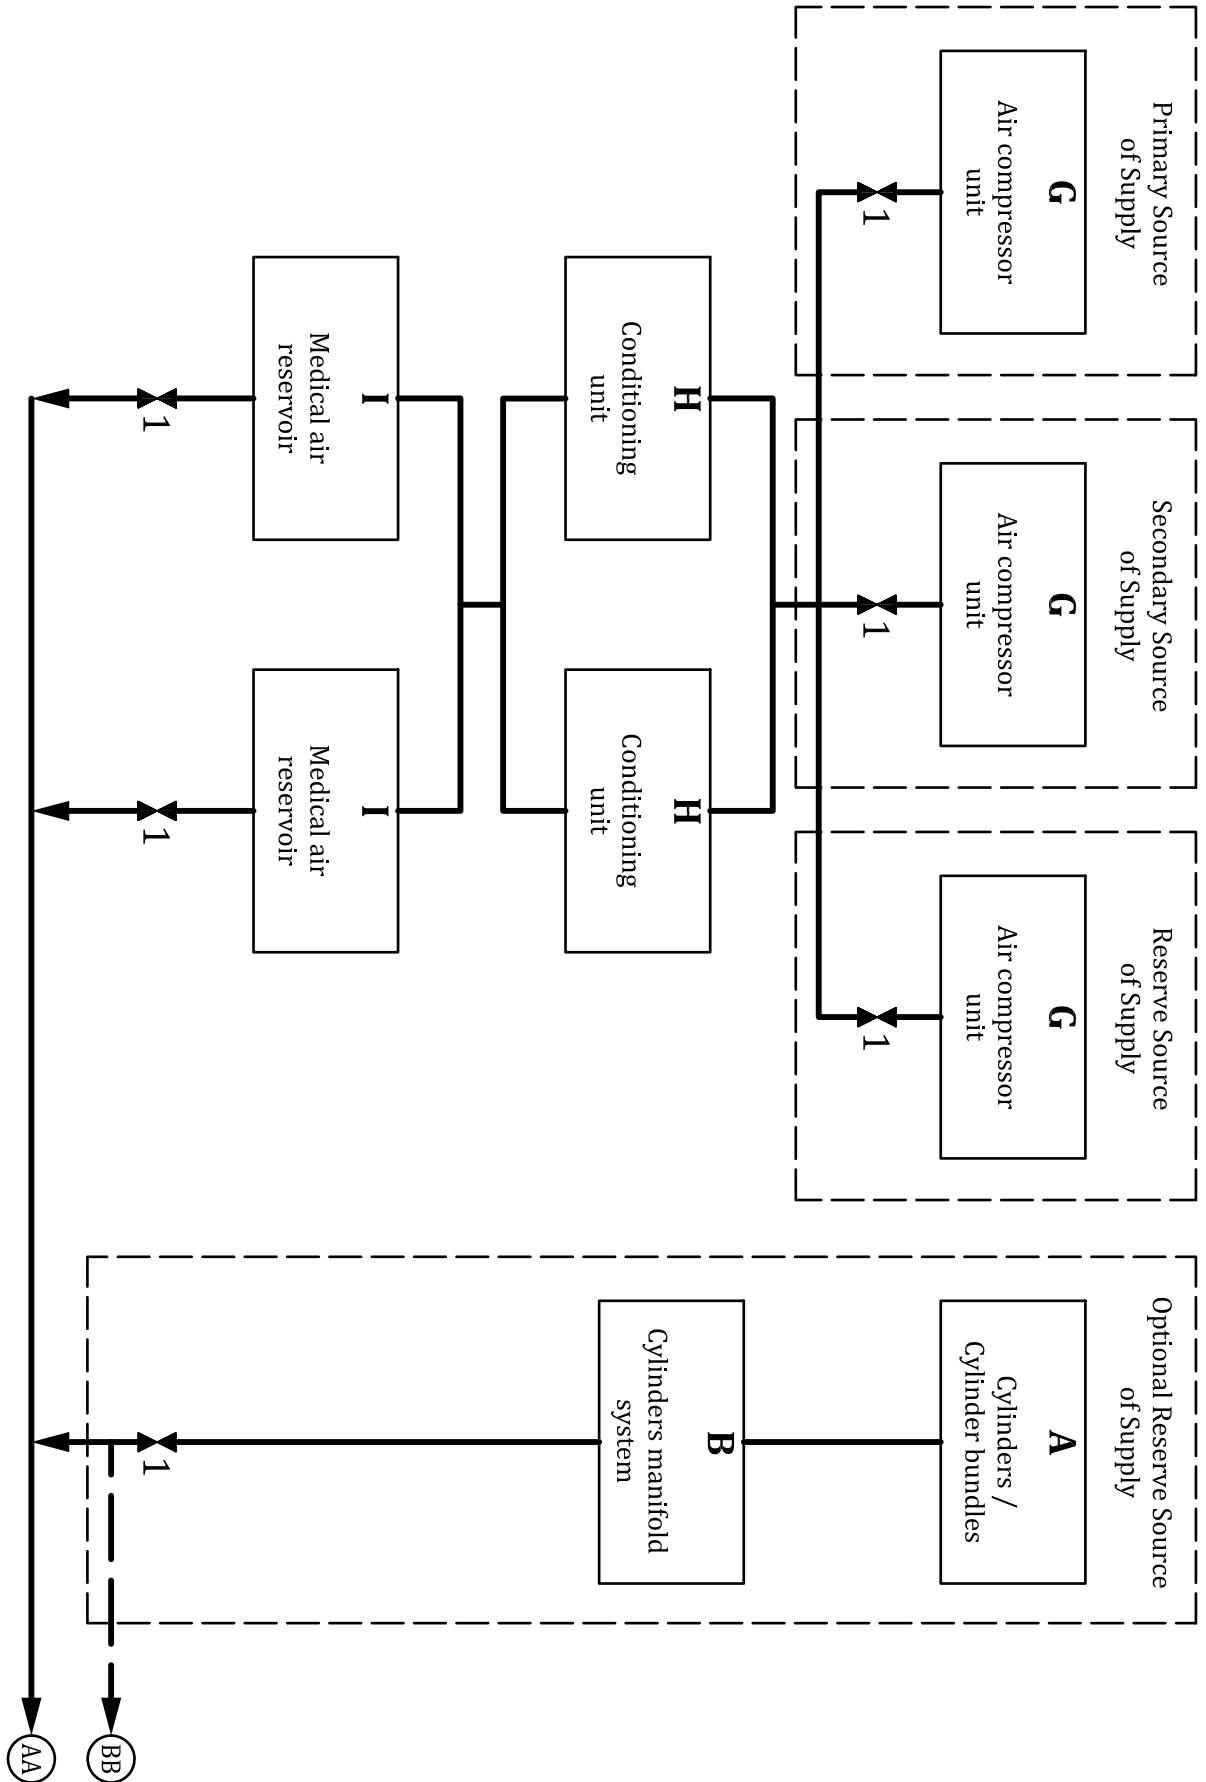 Primary Source
of Supply
G
Air compressor
unit
1
Secondary Source
of Supply
G
Air compressor
unit
1
Reserve Source
of Supply
G
Air compressor
unit
1
Optional Reserve Source
of Supply
A
Cylinders /
Cylinder bundles
H
Conditioning
unit
H
Conditioning
unit
B
Cylinders manifold
system
I
Medical air
reservoir
1
I
Medical air
reservoir
1
1
BB
AA